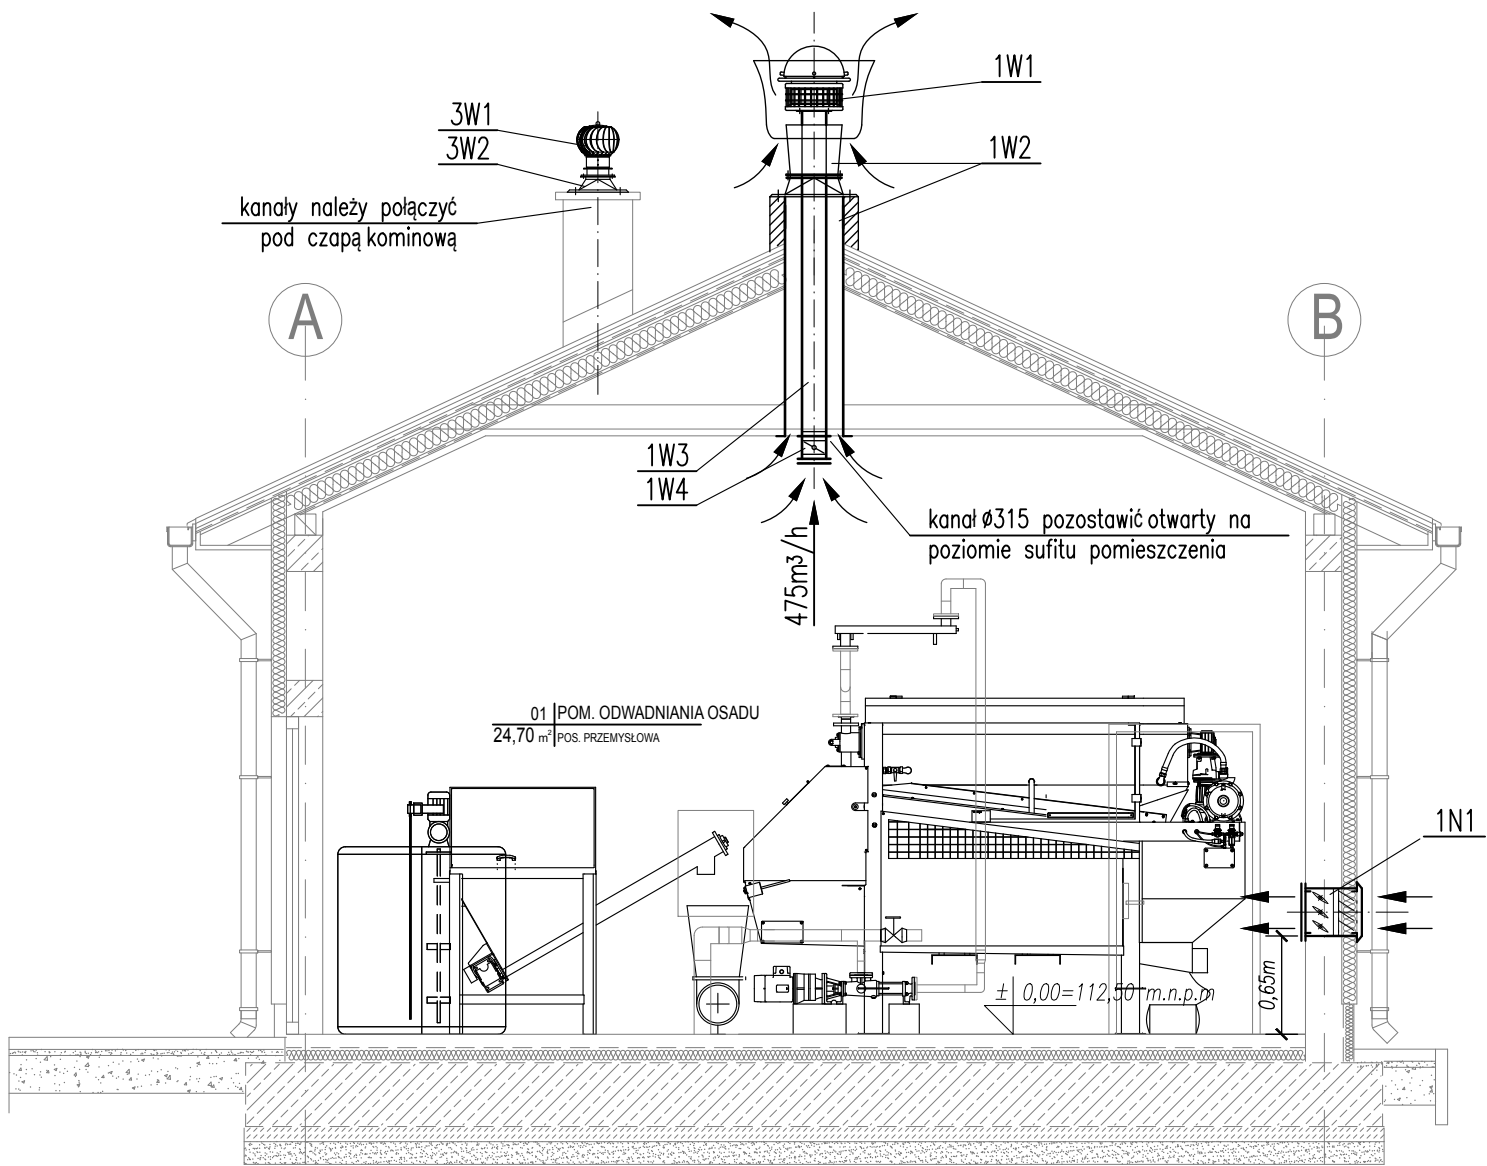 1W1
3W1
3W2
1W2
kanały należy połączyć
pod czapą kominową
A
B
1W3
1W4
kanał ø315 pozostawić otwarty na
poziomie sufitu pomieszczenia
475m³/h
01 POM. ODWADNIANIA OSADU
24,70 m² POS. PRZEMYSŁOWA
1N1
± 0,00=112,50 m.n.p.m
0,65m